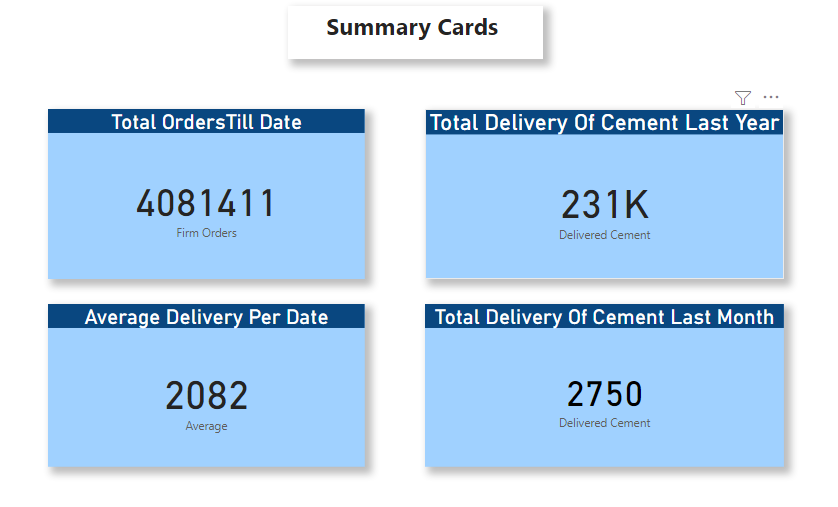 Summary Cards
Total OrdersTill Date
4081411
Firm Orders
Total Delivery Of Cement Last Year
231K
Delivered Cement
Average Delivery Per Date
2082
Average
Total Delivery Of Cement Last Month
2750
Delivered Cement